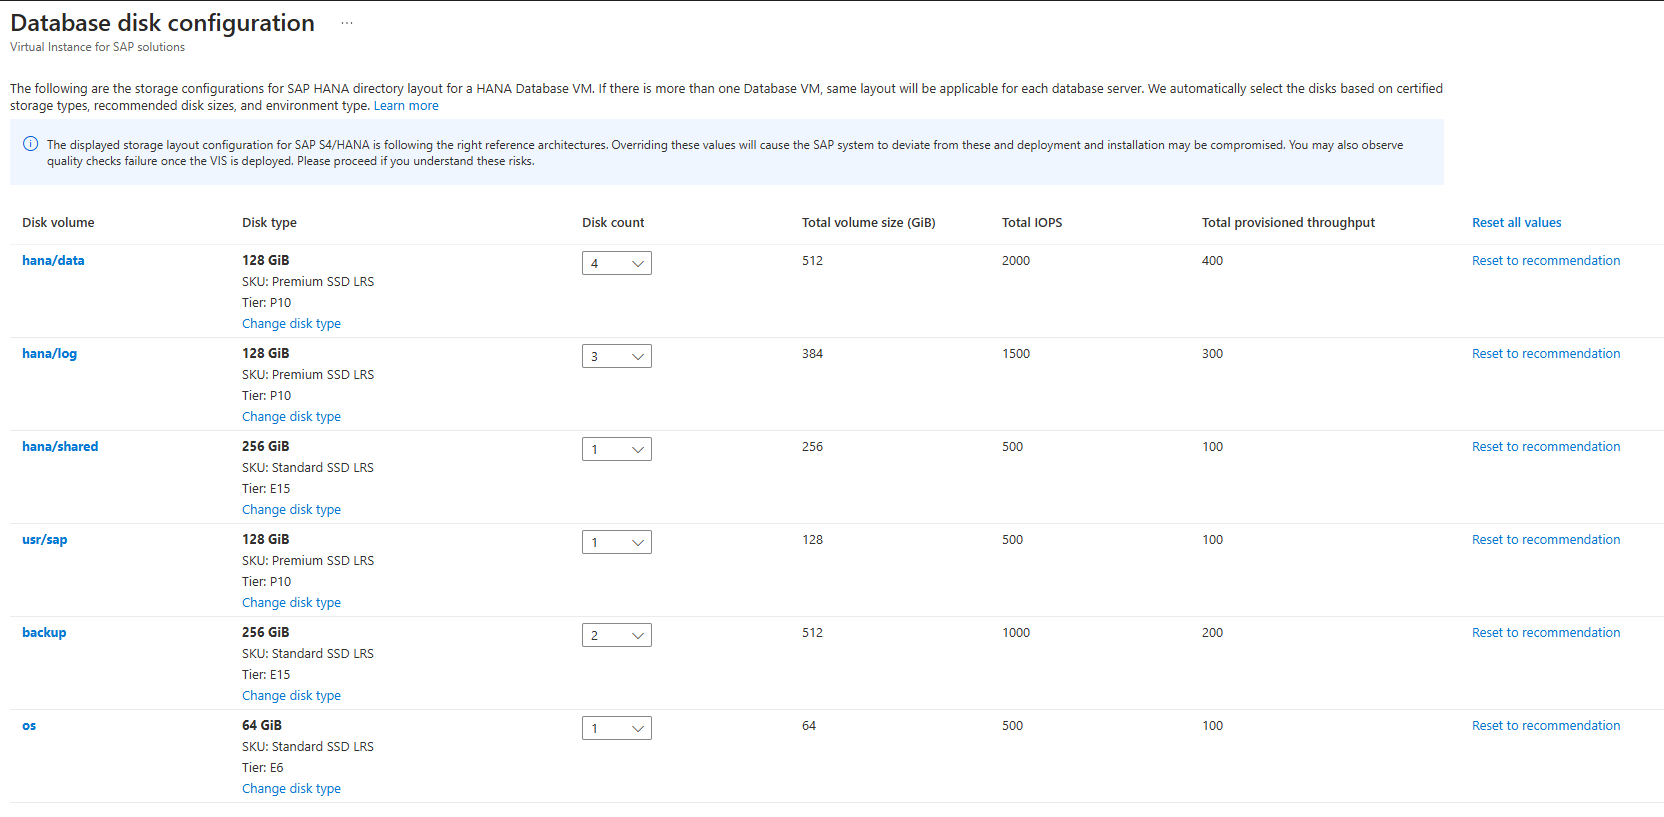 Database disk configuration ...
Virtual Instance for SAP solutions
The following are the storage configurations for SAP HANA directory layout for a HANA Database VM. If there is more than one Database VM, same layout will be applicable for each database server. We automatically select the disks based on certified
storage types, recommended disk sizes, and environment type. Learn more
The displayed storage layout configuration for SAP S4/HANA is following the right reference architectures. Overriding these values will cause the SAP system to deviate from these and deployment and installation may be compromised. You may also observe
quality checks failure once the VIS is deployed. Please proceed if you understand these risks.
Disk volume Disk type Disk count Total volume size (GiB) Total IOPS Total provisioned throughput Reset all values
hana/data 128 GiB 4 512 2000 400 Reset to recommendation
SKU: Premium SSD LRS
Tier: P10
Change disk type
hana/log 128 GiB 3 384 1500 300 Reset to recommendation
SKU: Premium SSD LRS
Tier: P10
Change disk type
hana/shared 256 GiB 1 256 500 100 Reset to recommendation
SKU: Standard SSD LRS
Tier: E15
Change disk type
usr/sap 128 GiB 1 128 500 100 Reset to recommendation
SKU: Premium SSD LRS
Tier: P10
Change disk type
backup 256 GiB 2 512 1000 200 Reset to recommendation
SKU: Standard SSD LRS
Tier: E15
Change disk type
os 64 GiB 1 64 500 100 Reset to recommendation
SKU: Standard SSD LRS
Tier: E6
Change disk type